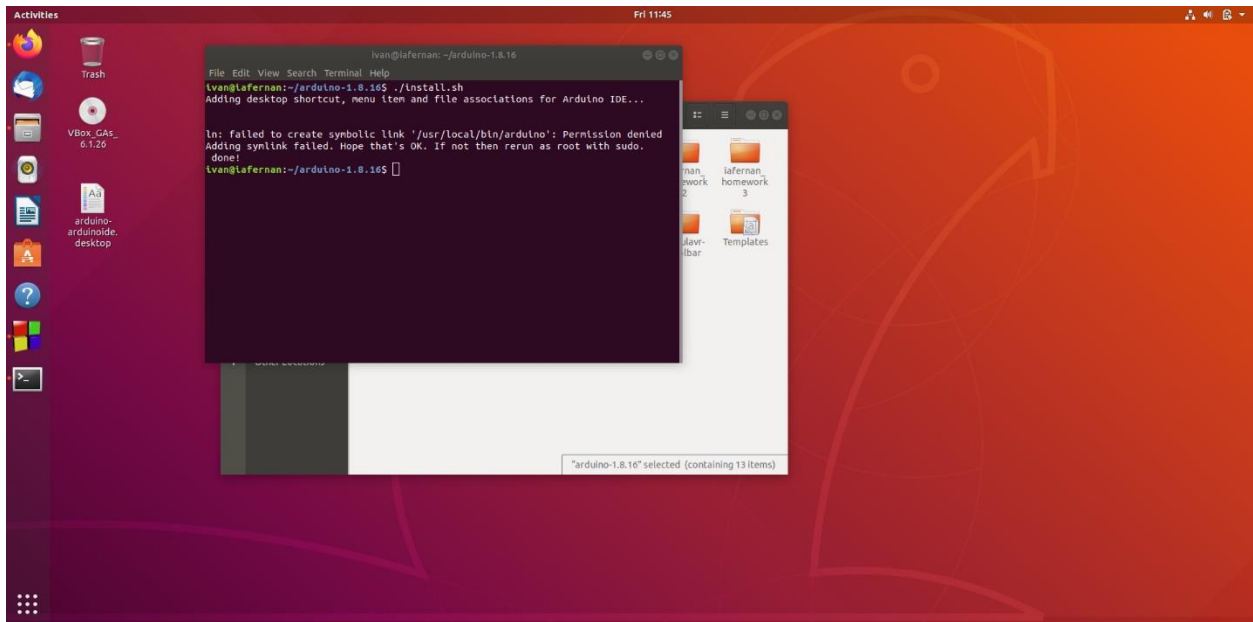 Activities
Fri 11:45
Trash
VBox_GAs_
6.1.26
Aa
arduino-
arduinoide.
desktop
ivan@iafernan: ~/arduino-1.8.16
File Edit View Search Terminal Help
ivan@iafernan:~/arduino-1.8.16$ ./install.sh
Adding desktop shortcut, menu item and file associations for Arduino IDE...
ln: failed to create symbolic link '/usr/local/bin/arduino': Permission denied
Adding symlink failed. Hope that's OK. If not then rerun as root with sudo.
done!
ivan@iafernan:~/arduino-1.8.16$
iafernan_
homework
3
2
Templates
"arduino-1.8.16" selected (containing 13 items)